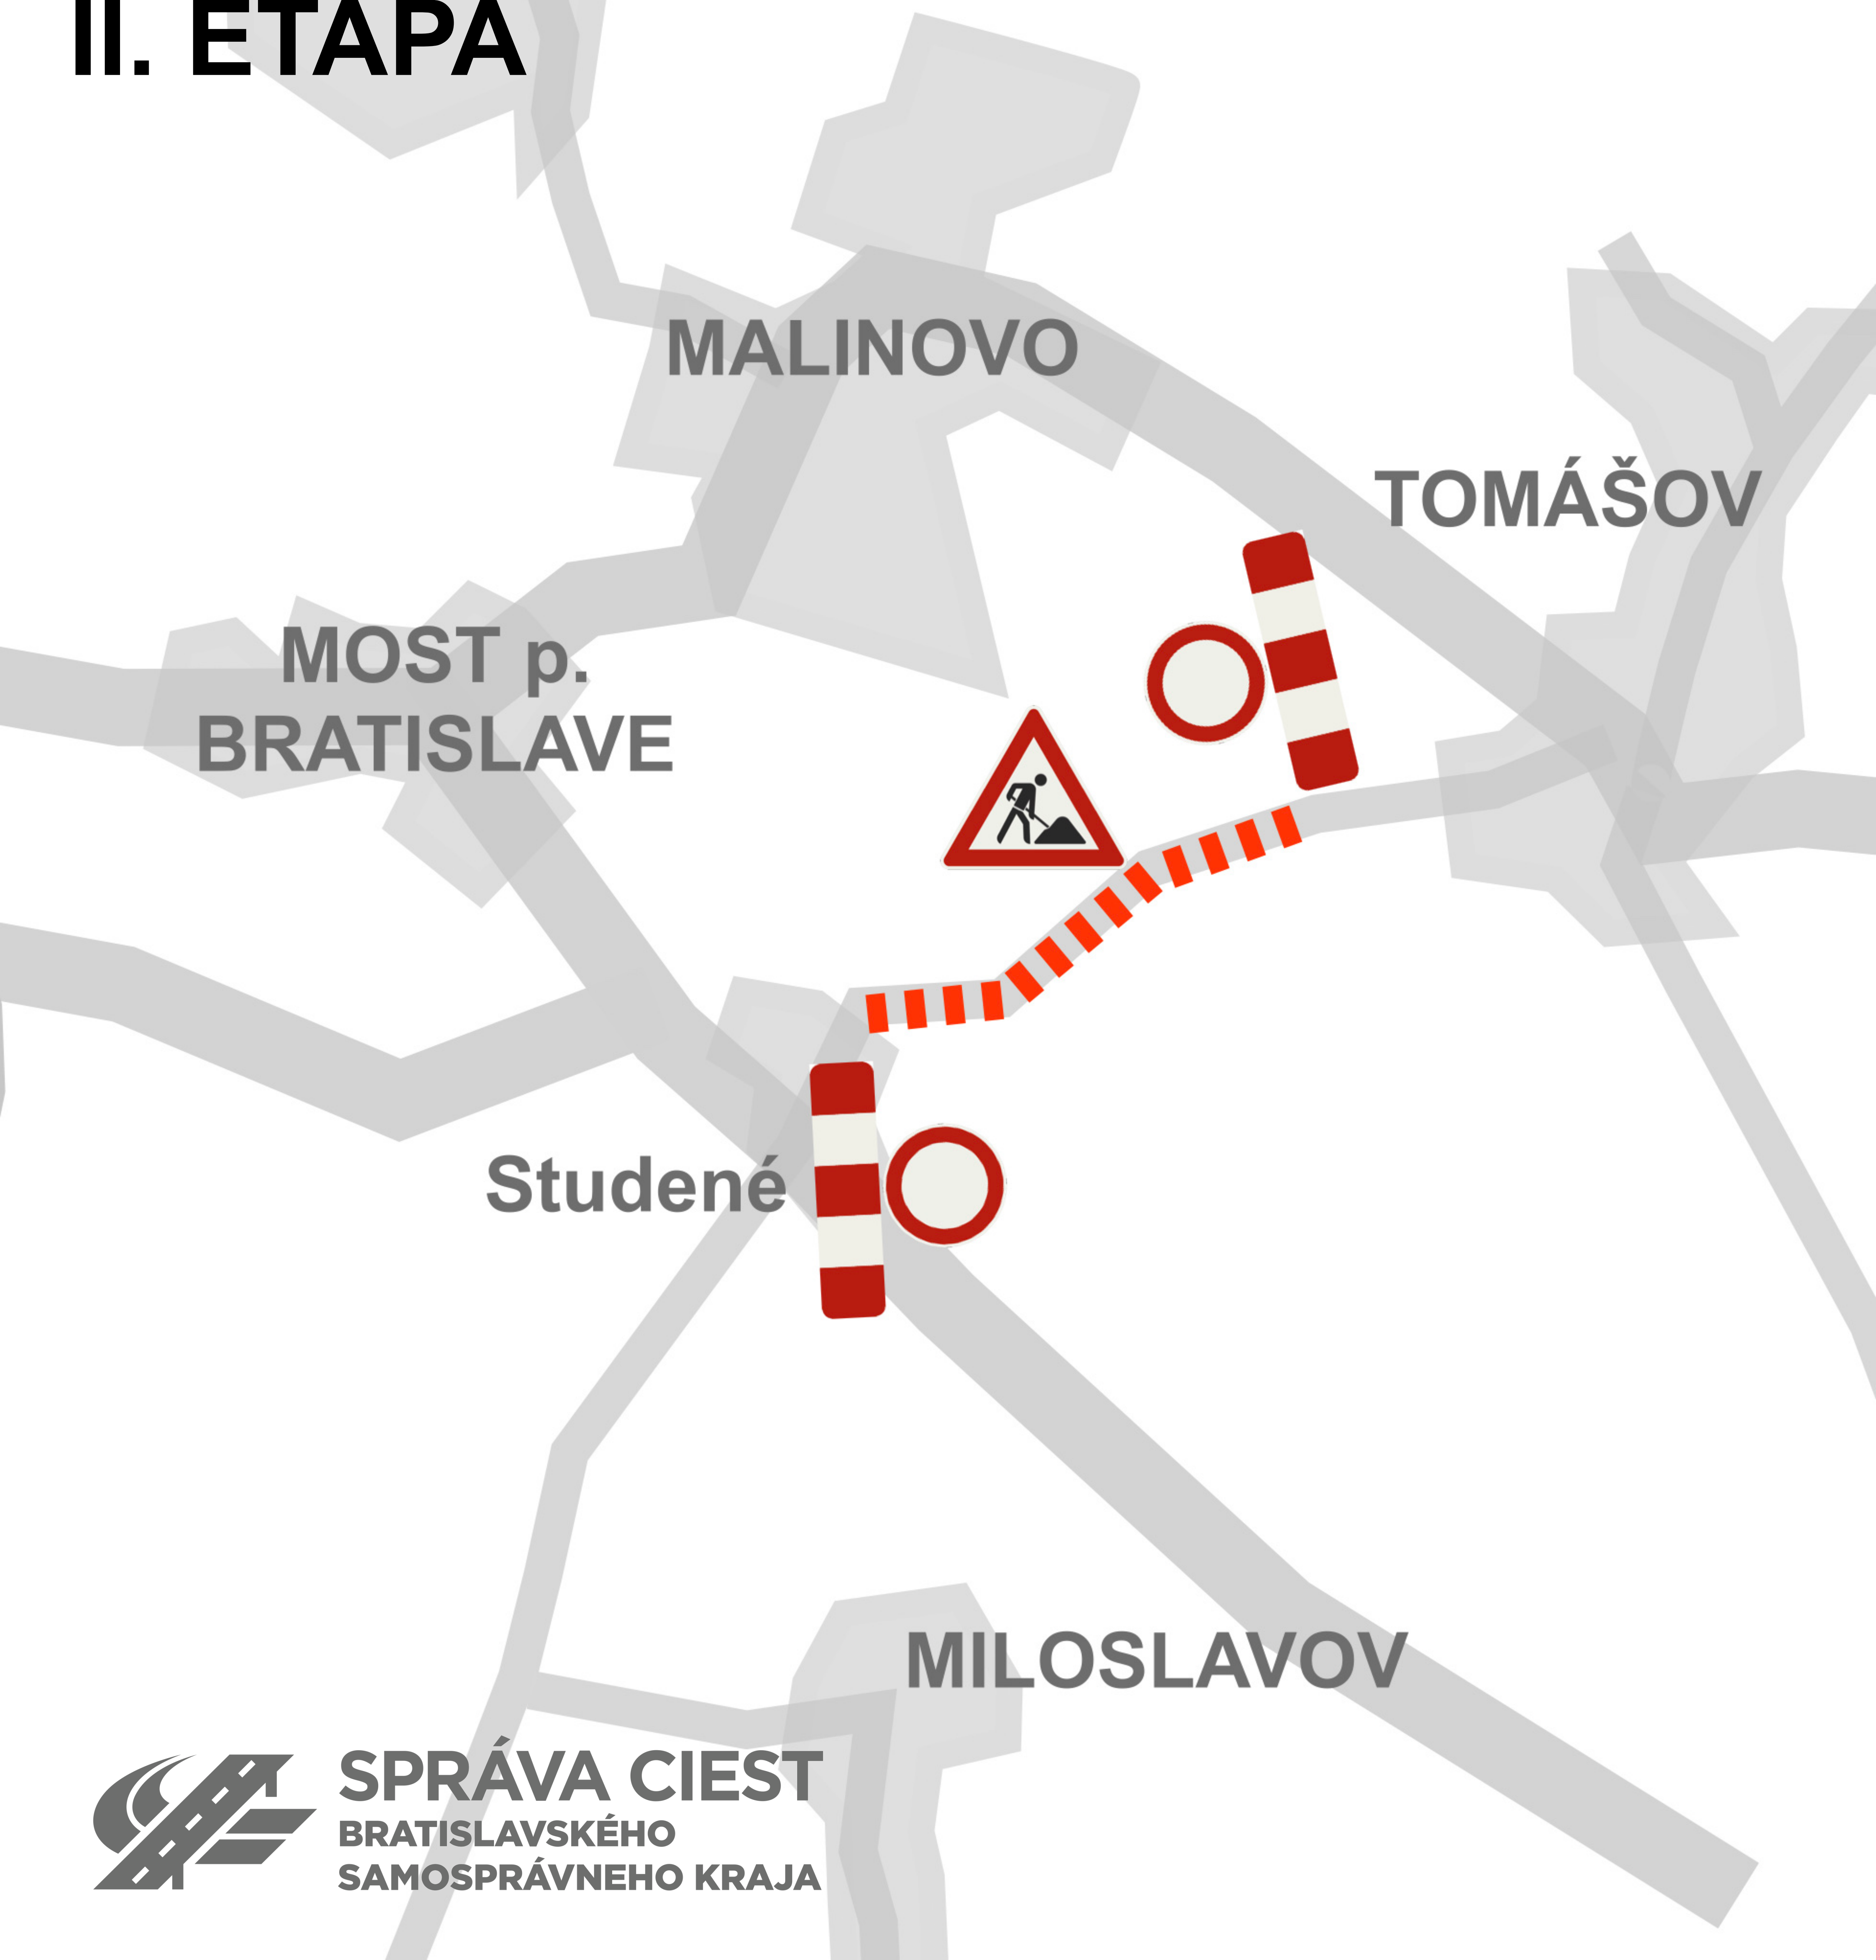 II. ETAPA
MALINOVO
TOMÁŠOV
MOST p.
BRATISLAVE
Studené
MILOSLAVOV
SPRÁVA CIEST
BRATISLAVSKÉHO
SAMOSPRÁVNEHO KRAJA